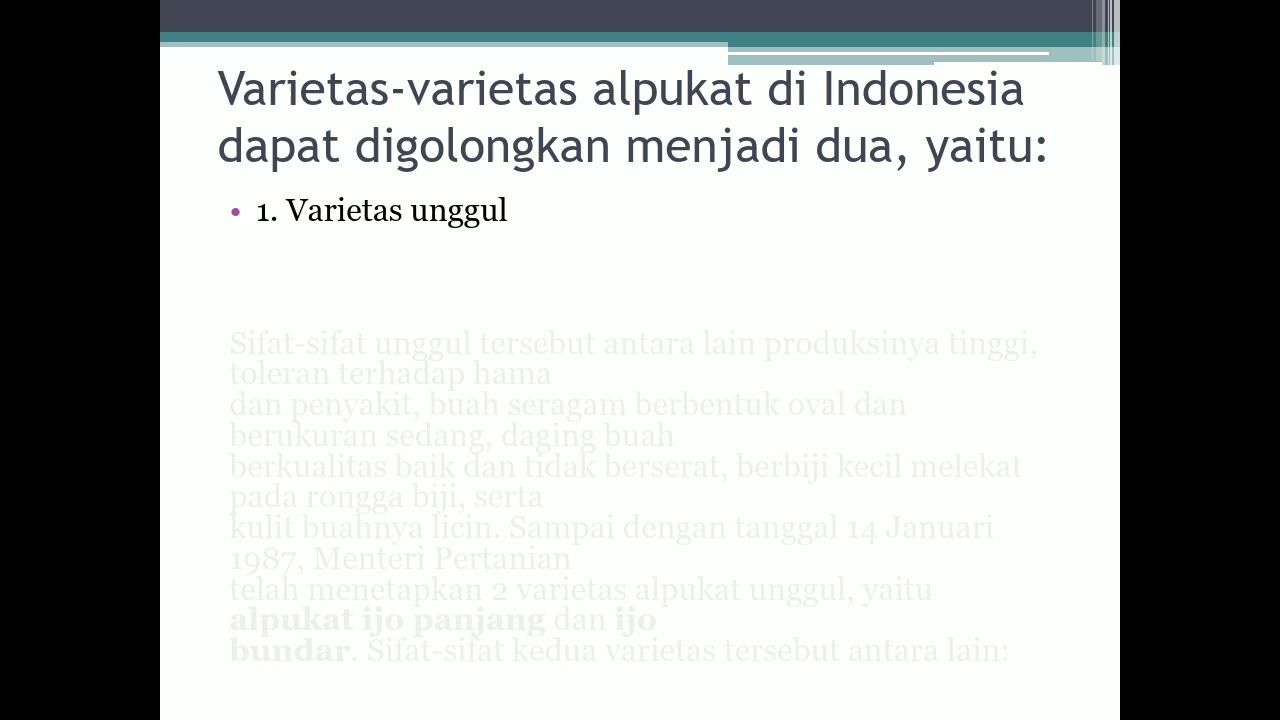 Varietas-varietas alpukat di Indonesia
dapat digolongkan menjadi dua, yaitu:
• 1. Varietas unggul
Sifat-sifat unggul tersebut antara lain produksinya tinggi,
toleran terhadap hama
dan penyakit, buah seragam berbentuk oval dan
berukuran sedang, daging buah
berkualitas baik dan tidak berserat, berbiji kecil melekat
pada rongga biji, serta
kulit buahnya licin. Sampai dengan tanggal 14 Januari
1987, Menteri Pertanian
telah menetapkan 2 varietas alpukat unggul, yaitu
alpukat ijo panjang dan ijo
bundar. Sifat-sifat kedua varietas tersebut antara lain: